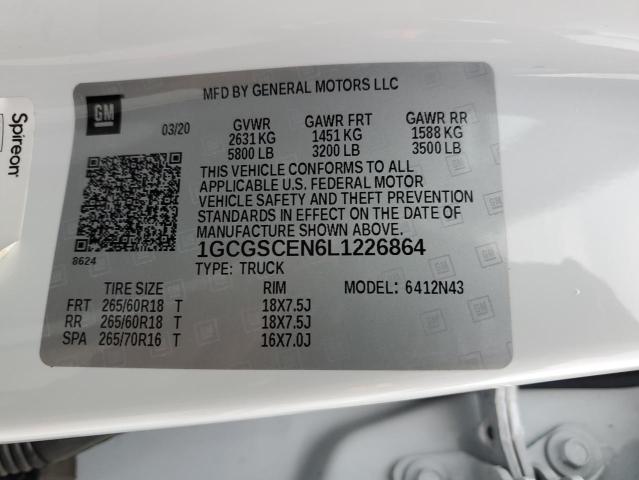 Spireon
GM
MFD BY GENERAL MOTORS LLC
03/20 GVWR GAWR FRT GAWR RR
2631 KG 1451 KG 1588 KG
5800 LB 3200 LB 3500 LB
THIS VEHICLE CONFORMS TO ALL
APPLICABLE U.S. FEDERAL MOTOR
VEHICLE SAFETY AND THEFT PREVENTION
STANDARDS IN EFFECT ON THE DATE OF
MANUFACTURE SHOWN ABOVE.
8624
1GCGSCEN6L1226864
TYPE: TRUCK
TIRE SIZE RIM MODEL: 6412N43
FRT 265/60R18 T 18X7.5J
RR 265/60R18 T 18X7.5J
SPA 265/70R16 T 16X7.0J